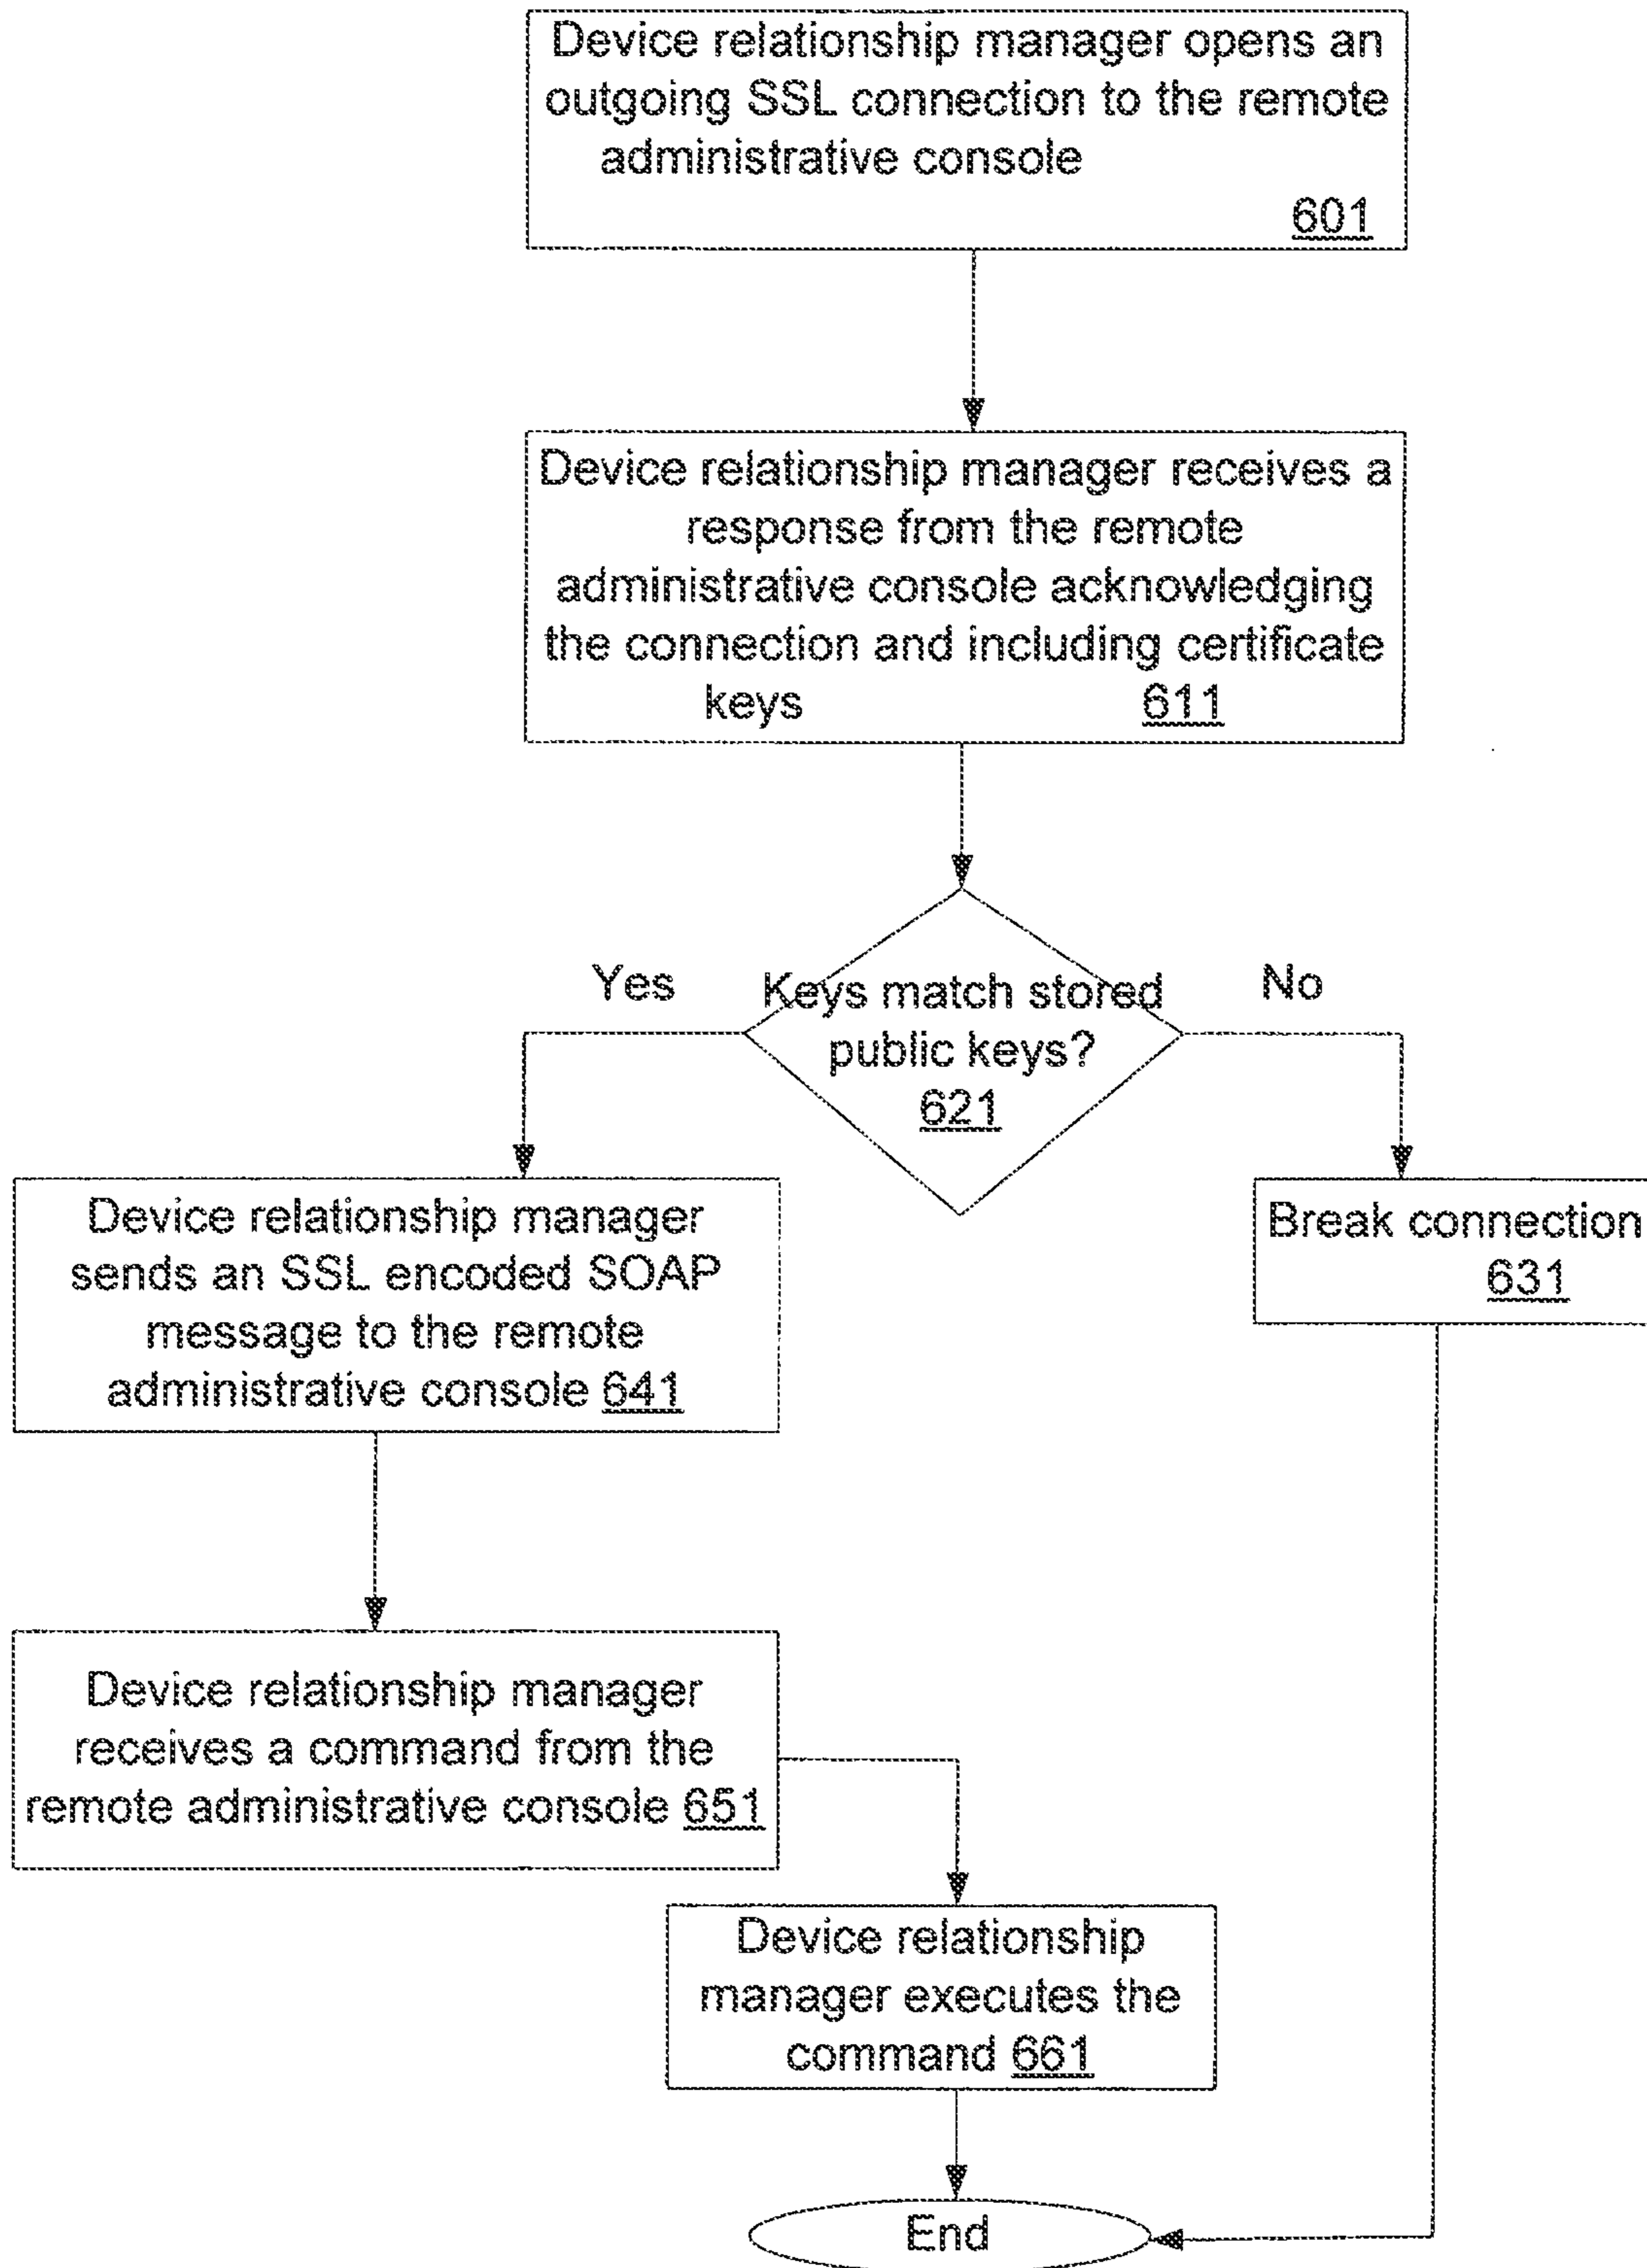 Device relationship manager opens an
outgoing SSL connection to the remote
administrative console
601
Device relationship manager receives a
response from the remote
administrative console acknowledging
the connection and including certificate
keys 611
Yes
Keys match stored
public keys?
621
No
Device relationship manager
sends an SSL encoded SOAP
message to the remote
administrative console 641
Break connection
631
Device relationship manager
receives a command from the
remote administrative console 651
Device relationship
manager executes the
command 661
End